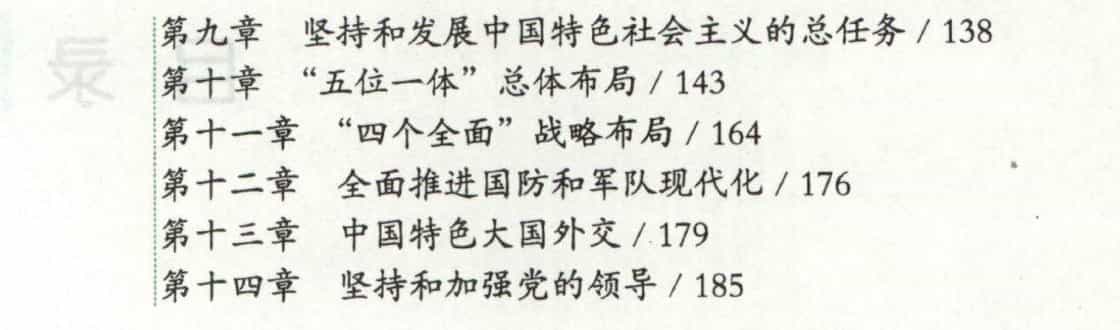 第九章 坚持和发展中国特色社会主义的总任务 / 138
第十章 “五位一体”总体布局 / 143
第十一章 “四个全面”战略布局 / 164
第十二章 全面推进国防和军队现代化 / 176
第十三章 中国特色大国外交 / 179
第十四章 坚持和加强党的领导 / 185